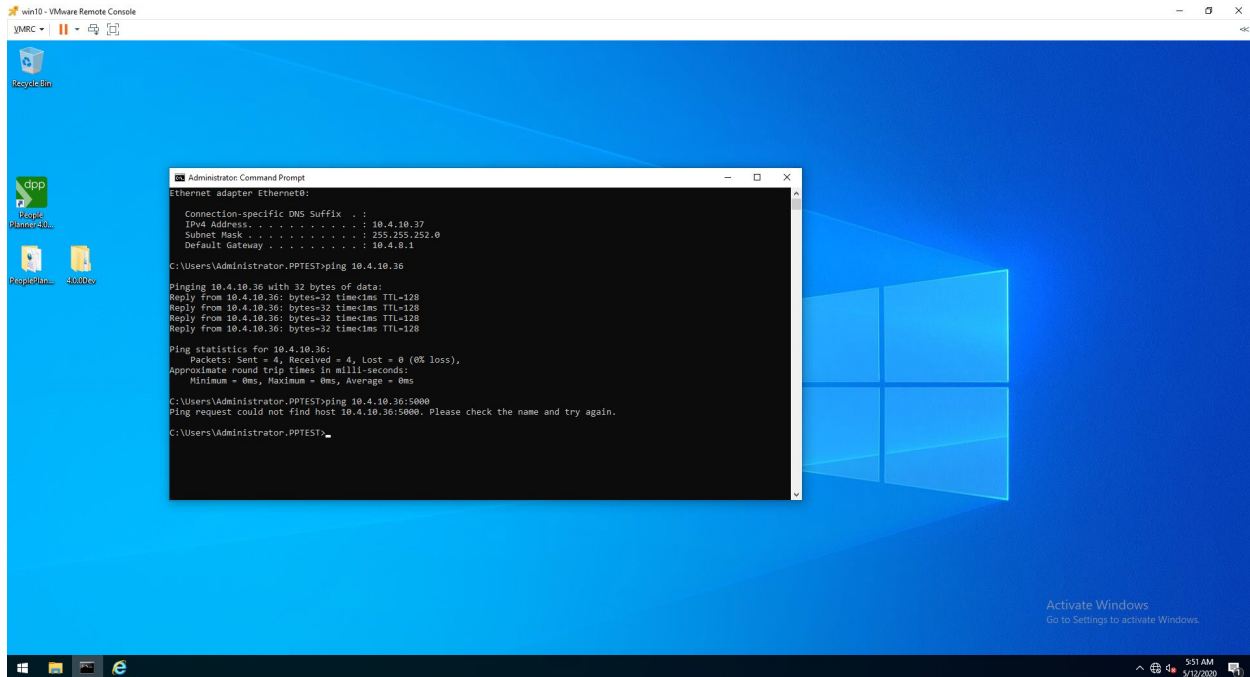 win10 - VMware Remote Console
VMRC
Recycle Bin
dpp
People
Planner 4.0...
PeoplePlan...
4.0.0Dev
Administrator: Command Prompt
Ethernet adapter Ethernet0:
Connection-specific DNS Suffix . :
IPv4 Address. . . . . . . . . . . : 10.4.10.37
Subnet Mask . . . . . . . . . . . : 255.255.252.0
Default Gateway . . . . . . . . . : 10.4.8.1
C:\Users\Administrator.PPTEST>ping 10.4.10.36
Pinging 10.4.10.36 with 32 bytes of data:
Reply from 10.4.10.36: bytes=32 time<1ms TTL=128
Reply from 10.4.10.36: bytes=32 time<1ms TTL=128
Reply from 10.4.10.36: bytes=32 time<1ms TTL=128
Reply from 10.4.10.36: bytes=32 time<1ms TTL=128
Ping statistics for 10.4.10.36:
Packets: Sent = 4, Received = 4, Lost = 0 (0% loss),
Approximate round trip times in milli-seconds:
Minimum = 0ms, Maximum = 0ms, Average = 0ms
C:\Users\Administrator.PPTEST>ping 10.4.10.36:5000
Ping request could not find host 10.4.10.36:5000. Please check the name and try again.
C:\Users\Administrator.PPTEST>
Activate Windows
Go to Settings to activate Windows.
5:51 AM
5/12/2020